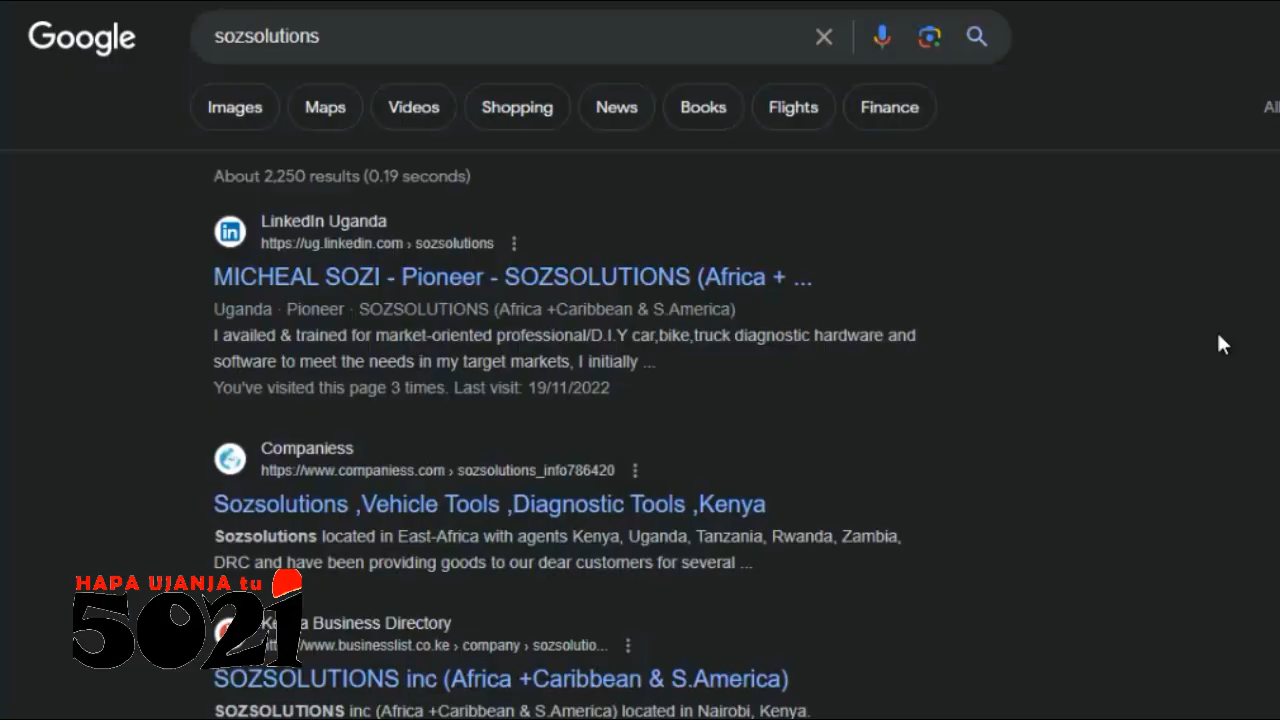 Google
sozsolutions
Images Maps Videos Shopping News Books Flights Finance
About 2,250 results (0.19 seconds)
LinkedIn Uganda
https://ug.linkedin.com › sozsolutions
MICHEAL SOZI - Pioneer - SOZSOLUTIONS (Africa + ...
Uganda · Pioneer · SOZSOLUTIONS (Africa +Caribbean & S.America)
I availed & trained for market-oriented professional/D.I.Y car,bike,truck diagnostic hardware and
software to meet the needs in my target markets, I initially ...
You've visited this page 3 times. Last visit: 19/11/2022
Companiess
https://www.companiess.com › sozsolutions_info786420
Sozsolutions ,Vehicle Tools ,Diagnostic Tools ,Kenya
Sozsolutions located in East-Africa with agents Kenya, Uganda, Tanzania, Rwanda, Zambia,
DRC and have been providing goods to our dear customers for several ...
HAPA UJANJA tu
SOZI
Business Directory
www.businesslist.co.ke › company › sozsolutio...
SOZSOLUTIONS inc (Africa +Caribbean & S.America)
SOZSOLUTIONS inc (Africa +Caribbean & S.America) located in Nairobi, Kenya.